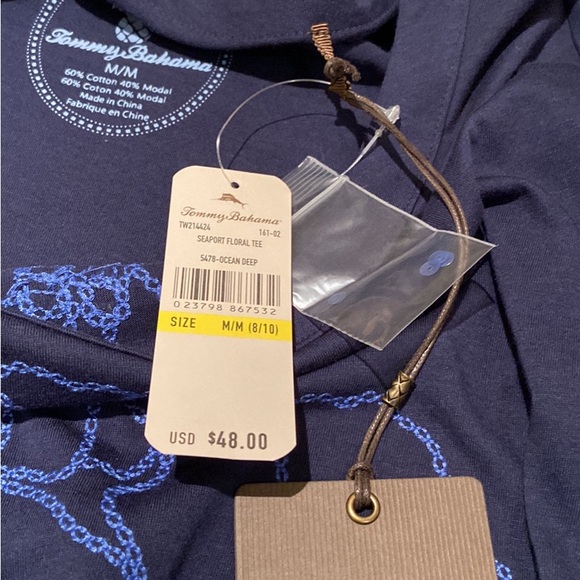 Tommy Bahama
M/M
60% Cotton 40% Modal
60% Coton 40% Modal
Made in China
Fabriqué en Chine
Tommy Bahama
TW214424 161-02
SEAPORT FLORAL TEE
5478-OCEAN DEEP
0 23798 867532
SIZE M/M (8/10)
USD $48.00